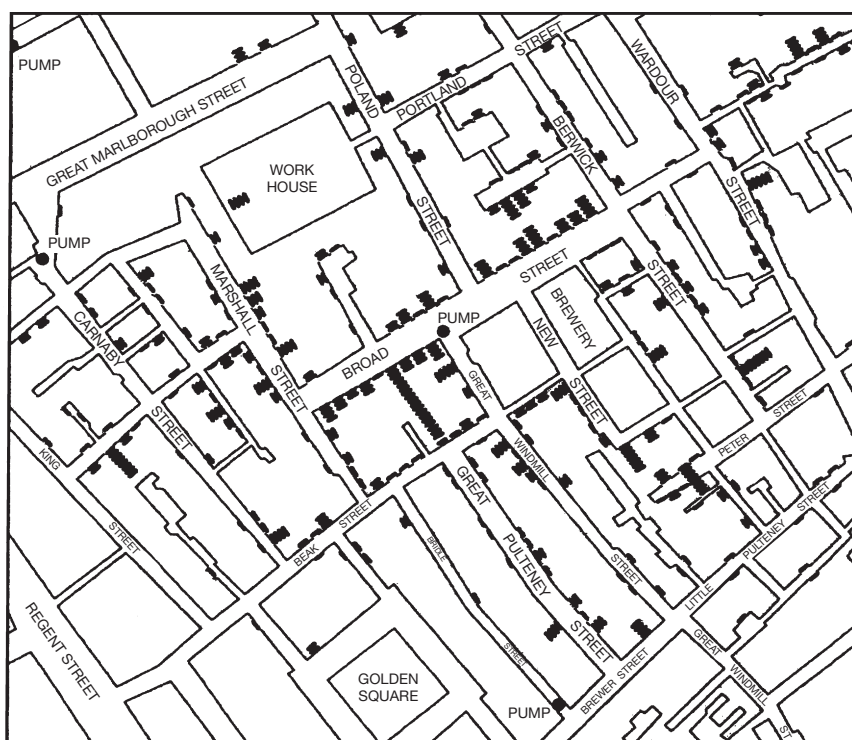 PUMP
GREAT MARLBOROUGH STREET
POLAND
STREET
PORTLAND
STREET
BERWICK
STREET
WARDOUR
STREET
WORK
HOUSE
PUMP
CARNABY
STREET
MARSHALL
STREET
BROAD
STREET
PUMP
NEW
STREET
BREWERY
GREAT
WINDMILL
STREET
KING
STREET
BEAK
STREET
BRIDLE
STREET
GREAT
PULTENEY
STREET
PETER
STREET
LITTLE
PULTENEY
STREET
GREAT
WINDMILL
ST
REGENT STREET
GOLDEN
SQUARE
PUMP
BREWER STREET